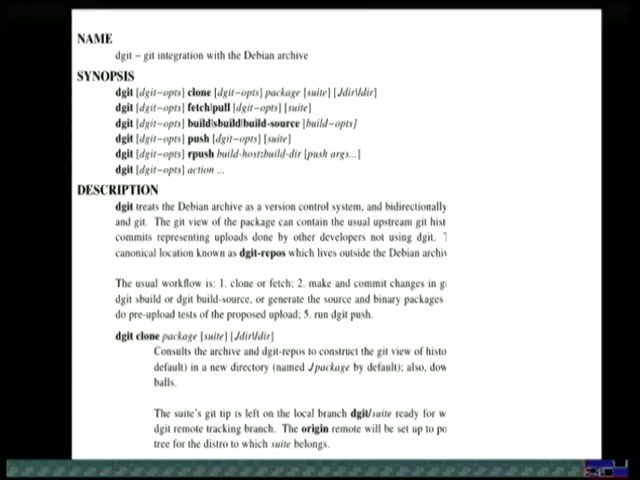 NAME
dgit – git integration with the Debian archive
SYNOPSIS
dgit [dgit–opts] clone [dgit–opts] package [suite] [./dir|/dir]
dgit [dgit–opts] fetch|pull [dgit–opts] [suite]
dgit [dgit–opts] build|sbuild|build-source [build–opts]
dgit [dgit–opts] push [dgit–opts] [suite]
dgit [dgit–opts] rpush build-host:build-dir [push args...]
dgit [dgit–opts] action ...
DESCRIPTION
dgit treats the Debian archive as a version control system, and bidirectionally
and git. The git view of the package can contain the usual upstream git hist
commits representing uploads done by other developers not using dgit.
canonical location known as dgit-repos which lives outside the Debian archiv
The usual workflow is: 1. clone or fetch; 2. make and commit changes in g
dgit sbuild or dgit build-source, or generate the source and binary packages
do pre-upload tests of the proposed upload; 5. run dgit push.
dgit clone package [suite] [./dir|/dir]
Consults the archive and dgit-repos to construct the git view of histo
default) in a new directory (named ./package by default); also, dow
balls.
The suite's git tip is left on the local branch dgit/suite ready for w
dgit remote tracking branch. The origin remote will be set up to po
tree for the distro to which suite belongs.